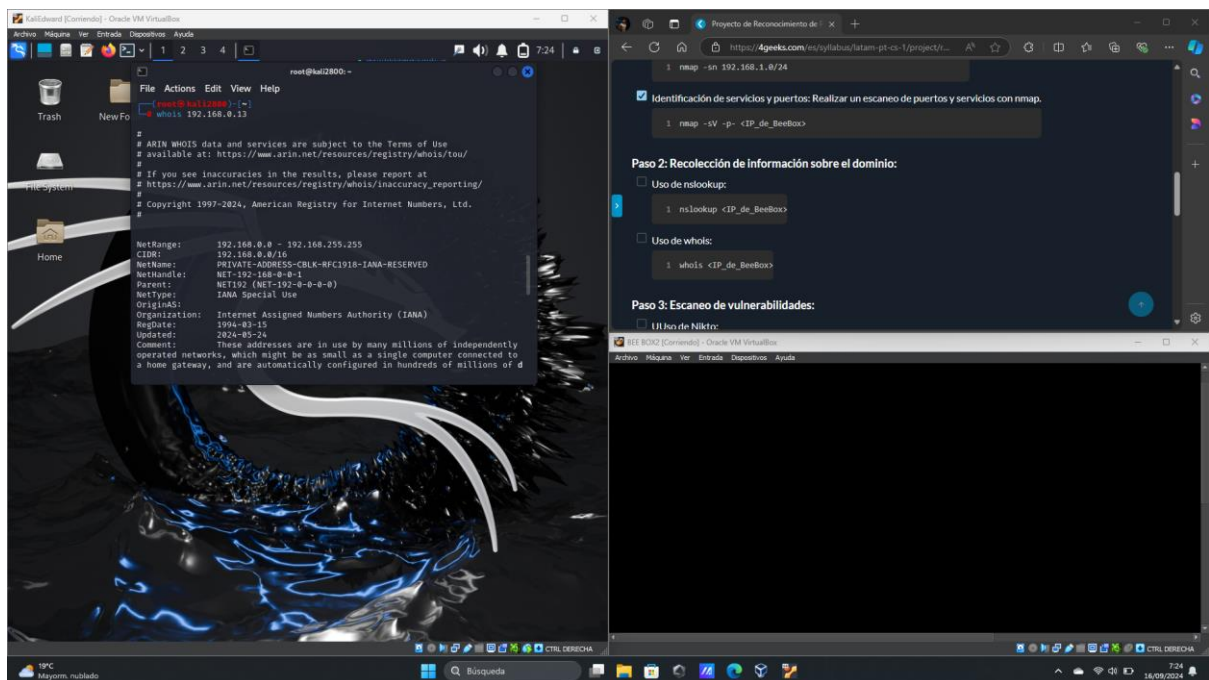 KaliEdward [Corriendo] - Oracle VM VirtualBox
Archivo Máquina Ver Entrada Dispositivos Ayuda
1 2 3 4
7:24
Trash
New Fo
File System
Home
root@kali2800: ~
File Actions Edit View Help
(root@kali2800)-[~]
# whois 192.168.0.13
#
# ARIN WHOIS data and services are subject to the Terms of Use
# available at: https://www.arin.net/resources/registry/whois/tou/
#
# If you see inaccuracies in the results, please report at
# https://www.arin.net/resources/registry/whois/inaccuracy_reporting/
#
# Copyright 1997-2024, American Registry for Internet Numbers, Ltd.
#
NetRange: 192.168.0.0 - 192.168.255.255
CIDR: 192.168.0.0/16
NetName: PRIVATE-ADDRESS-CBLK-RFC1918-IANA-RESERVED
NetHandle: NET-192-168-0-0-1
Parent: NET192 (NET-192-0-0-0-0)
NetType: IANA Special Use
OriginAS:
Organization: Internet Assigned Numbers Authority (IANA)
RegDate: 1994-03-15
Updated: 2024-05-24
Comment: These addresses are in use by many millions of independently
operated networks, which might be as small as a single computer connected to
a home gateway, and are automatically configured in hundreds of millions of d
CTRL DERECHA
Proyecto de Reconocimiento de
https://4geeks.com/es/syllabus/latam-pt-cs-1/project/r...
1 nmap -sn 192.168.1.0/24
Identificación de servicios y puertos: Realizar un escaneo de puertos y servicios con nmap.
1 nmap -sV -p- <IP_de_BeeBox>
Paso 2: Recolección de información sobre el dominio:
Uso de nslookup:
1 nslookup <IP_de_BeeBox>
Uso de whois:
1 whois <IP_de_BeeBox>
Paso 3: Escaneo de vulnerabilidades:
UUso de Nikto:
BEE BOX2 [Corriendo] - Oracle VM VirtualBox
Archivo Máquina Ver Entrada Dispositivos Ayuda
CTRL DERECHA
19°C
Mayorm. nublado
Búsqueda
7:24
16/09/2024